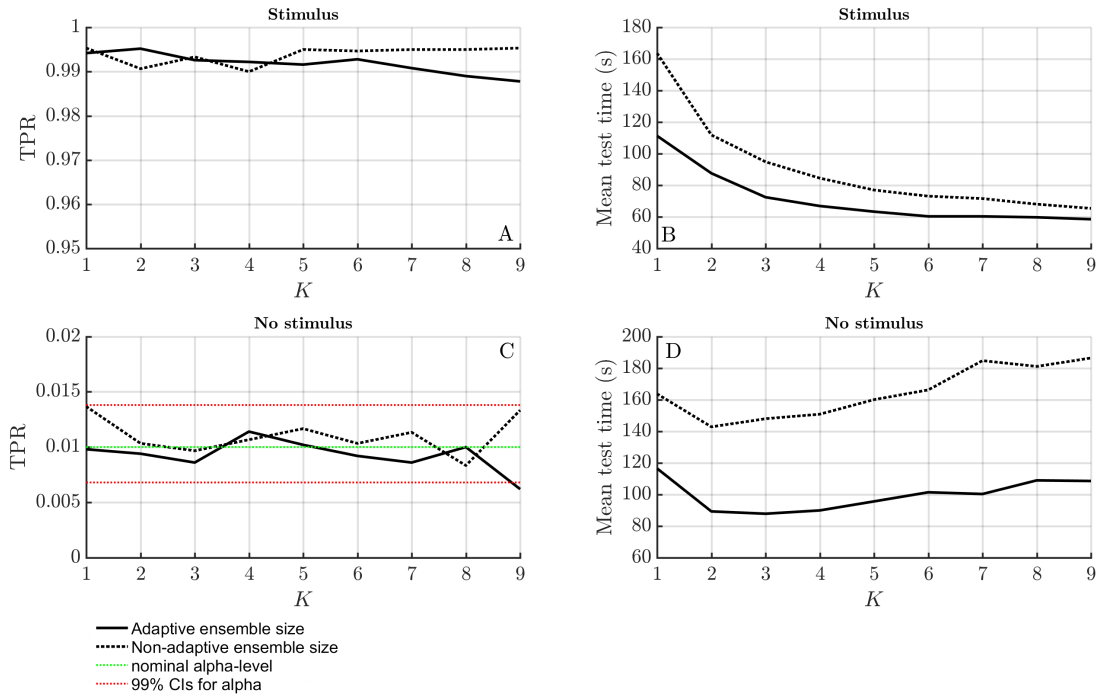 Stimulus
1
0.99
0.98
0.97
0.96
0.95
TPR
A
1 2 3 4 5 6 7 8 9
K
Stimulus
180
160
140
120
100
80
60
40
Mean test time (s)
B
1 2 3 4 5 6 7 8 9
K
No stimulus
0.02
0.015
0.01
0.005
0
TPR
C
1 2 3 4 5 6 7 8 9
K
No stimulus
200
180
160
140
120
100
80
60
Mean test time (s)
D
1 2 3 4 5 6 7 8 9
K
Adaptive ensemble size
Non-adaptive ensemble size
nominal alpha-level
99% CIs for alpha